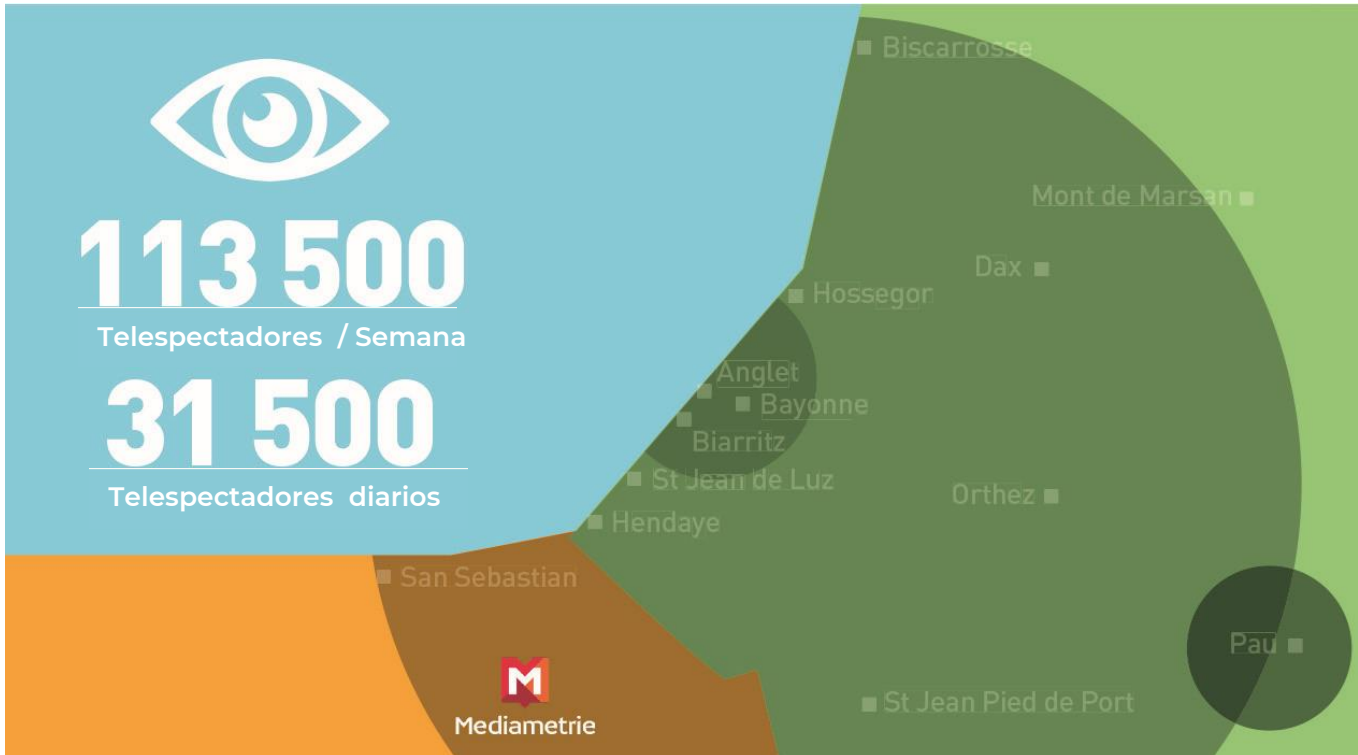 113 500
Telespectadores / Semana
31 500
Telespectadores diarios
Biscarrosse
Mont de Marsan
Dax
Hossegor
Anglet
Bayonne
Biarritz
St Jean de Luz
Orthez
Hendaye
San Sebastian
Pau
St Jean Pied de Port
M
Mediametrie